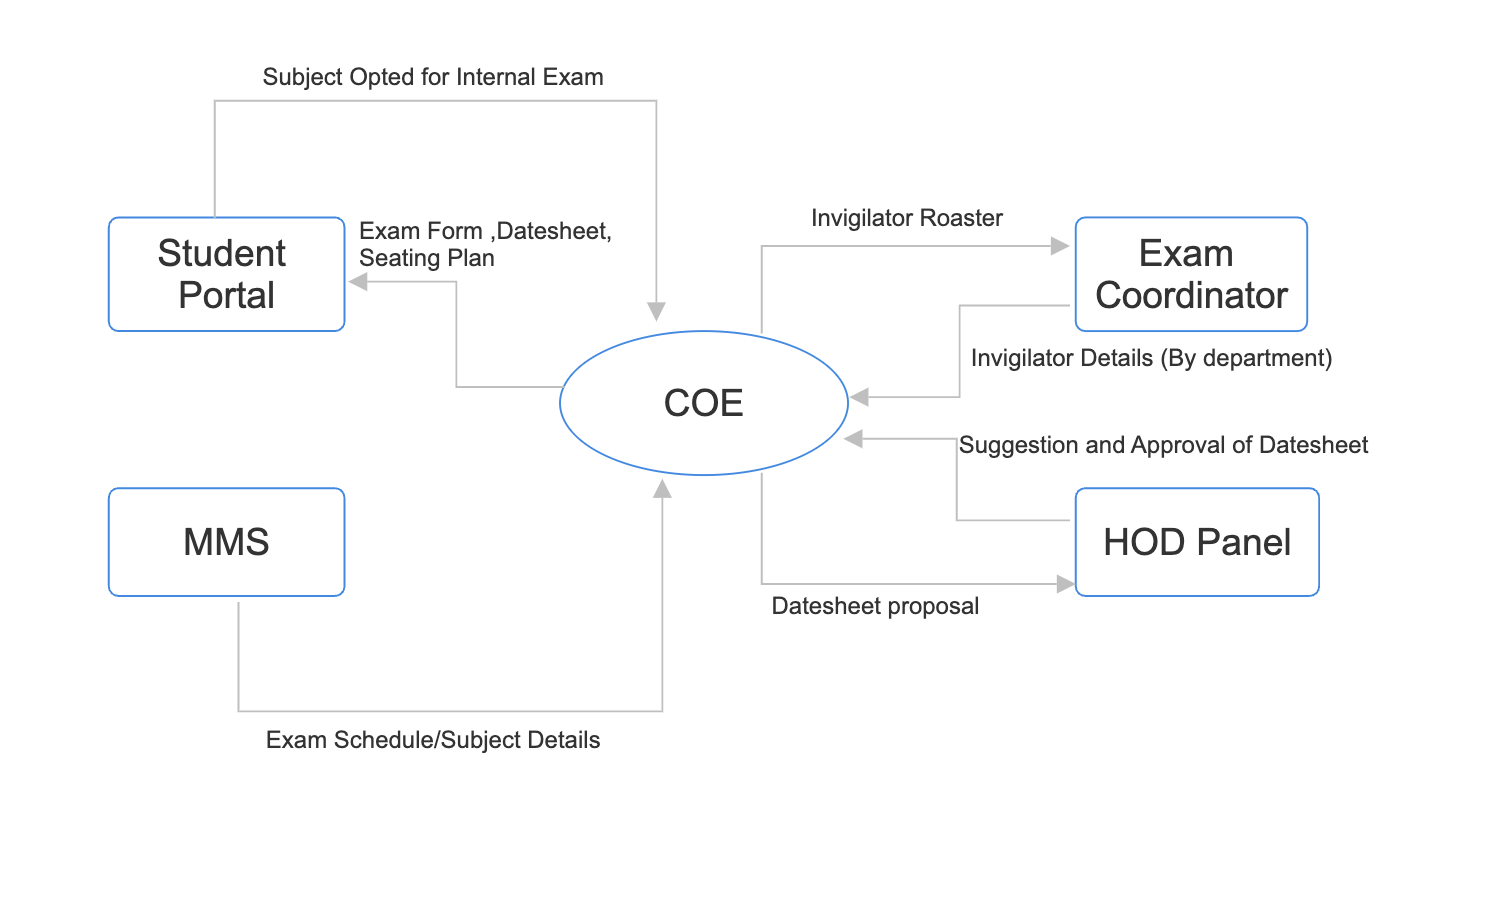 Subject Opted for Internal Exam
Student
Portal
Exam Form ,Datesheet,
Seating Plan
Invigilator Roaster
Exam
Coordinator
Invigilator Details (By department)
COE
Suggestion and Approval of Datesheet
MMS
HOD Panel
Datesheet proposal
Exam Schedule/Subject Details